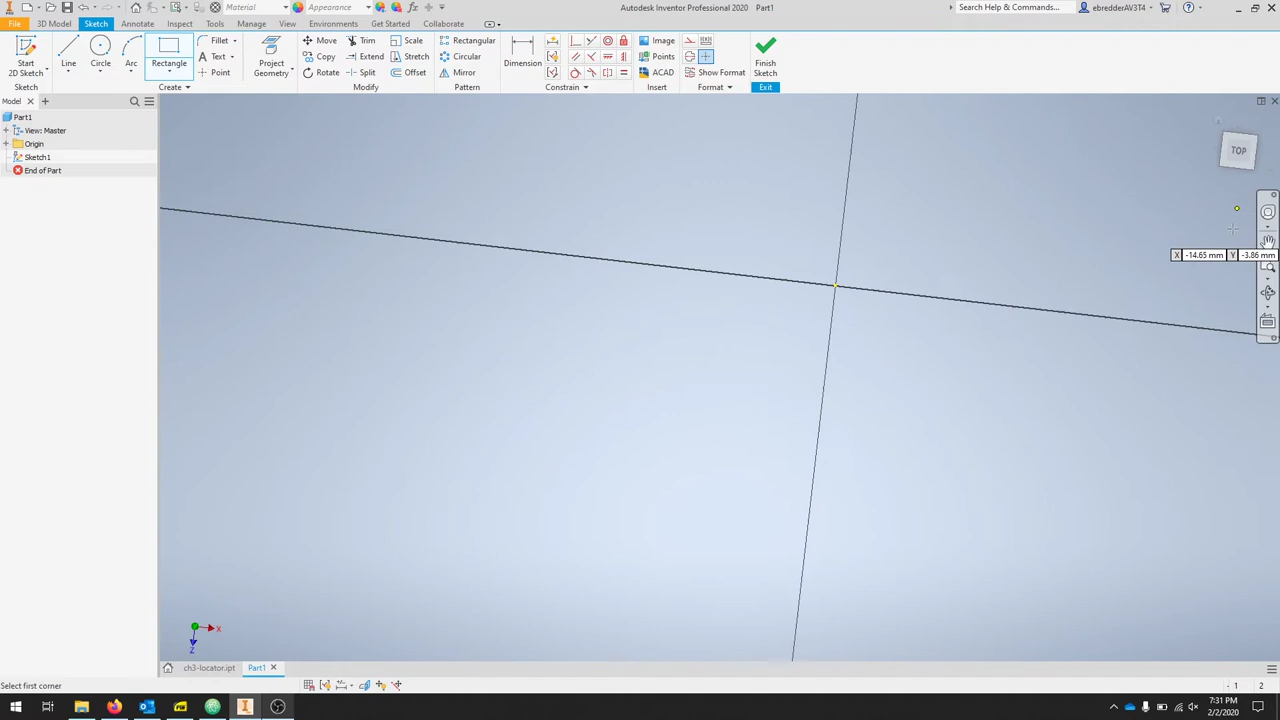 Material
Appearance
Autodesk Inventor Professional 2020 Part1
Search Help & Commands...
ebredderAV3T4
File
3D Model
Sketch
Annotate
Inspect
Tools
Manage
View
Environments
Get Started
Collaborate
Start
2D Sketch
Line
Circle
Arc
Rectangle
Fillet
Text
Point
Project
Geometry
Move
Copy
Rotate
Trim
Extend
Split
Scale
Stretch
Offset
Rectangular
Circular
Mirror
Dimension
Image
Points
ACAD
Show Format
Finish
Sketch
Sketch
Create
Modify
Pattern
Constrain
Insert
Format
Exit
Model
Part1
View: Master
Origin
Sketch1
End of Part
TOP
X -14.65 mm Y -3.86 mm
X
Z
ch3-locator.ipt
Part1
Select first corner
1 2
7:31 PM
2/2/2020